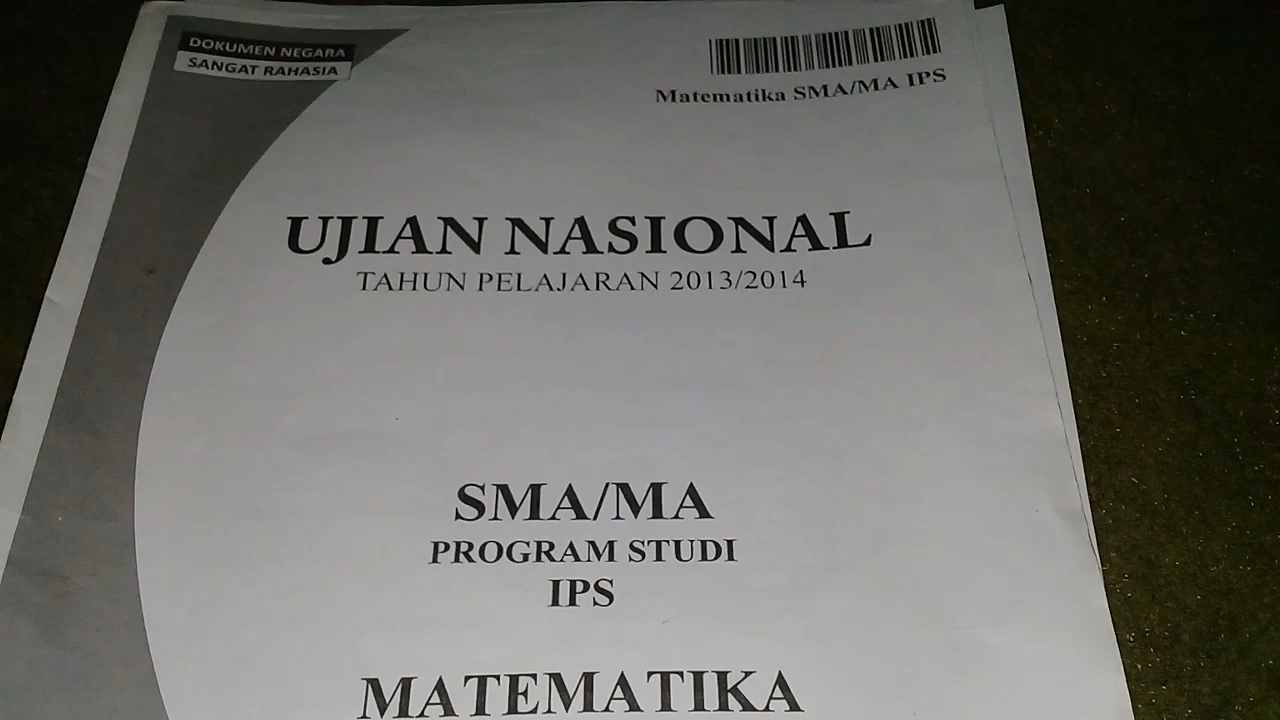 DOKUMEN NEGARA
SANGAT RAHASIA
Matematika SMA/MA IPS
UJIAN NASIONAL
TAHUN PELAJARAN 2013/2014
SMA/MA
PROGRAM STUDI
IPS
MATEMATIKA